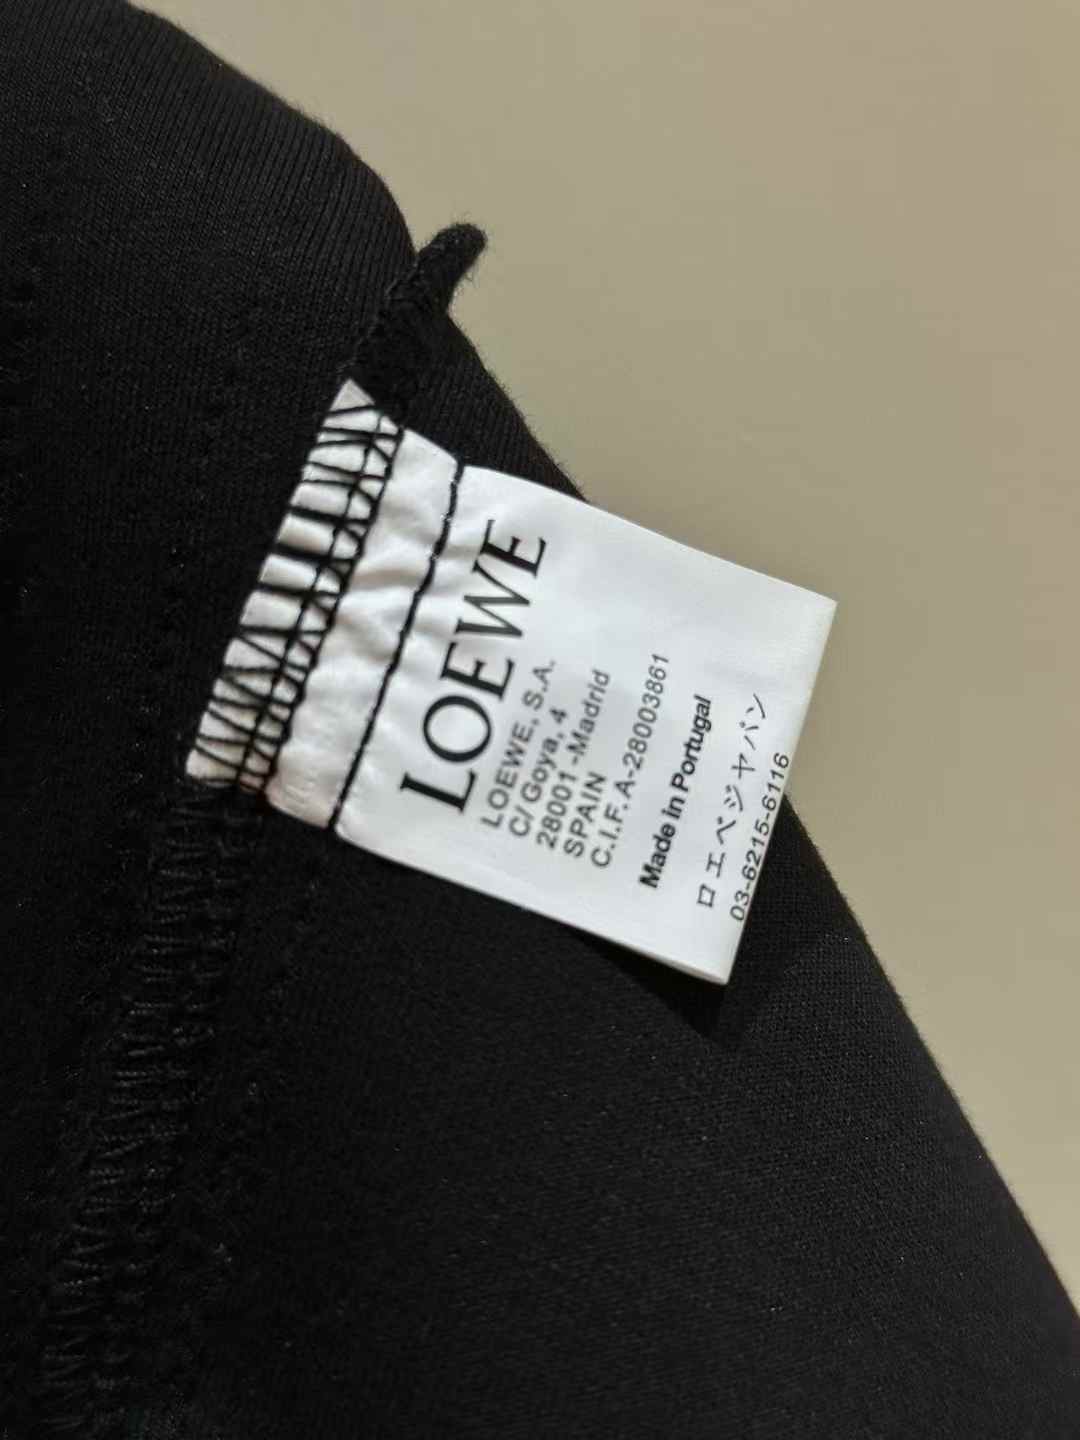 LOEWE
LOEWE, S.A.
C/ Goya, 4
28001 -Madrid
SPAIN
C.I.F. A-28003861
Made in Portugal
ロエベジャパン
03-6215-6116